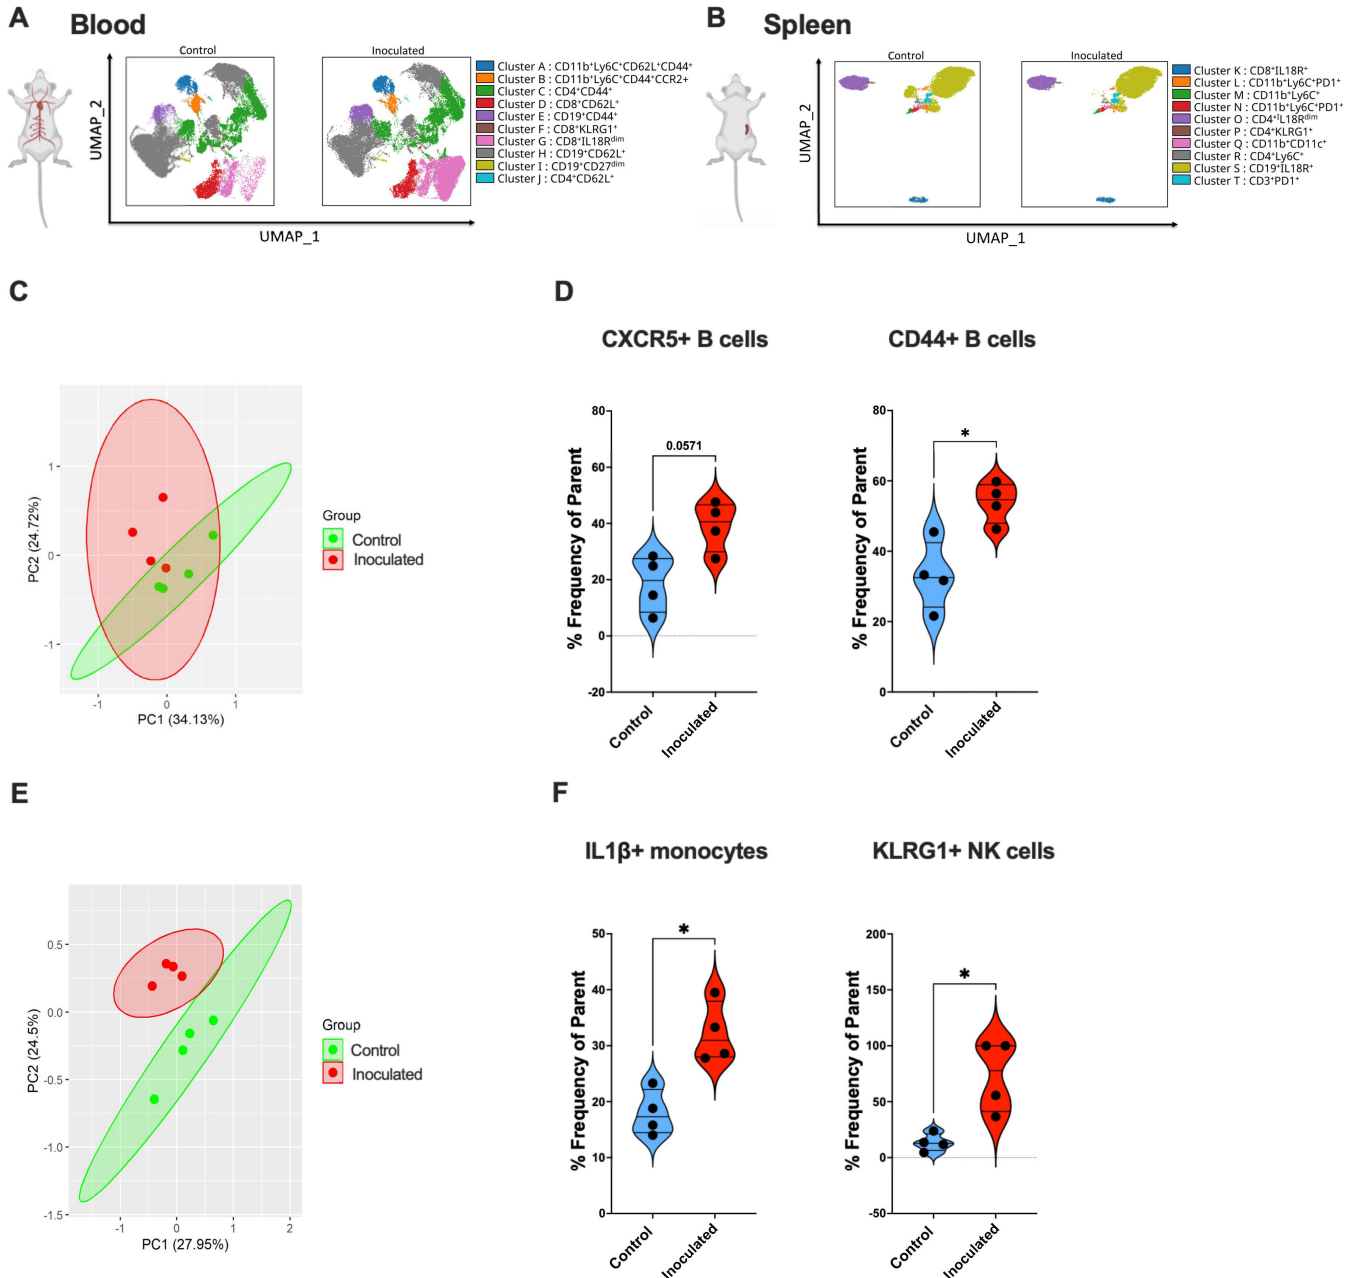 A Blood
Control
Inoculated
UMAP_2
UMAP_1
Cluster A : CD11b⁺Ly6C⁺CD62L⁺CD44⁺
Cluster B : CD11b⁺Ly6C⁺CD44⁺CCR2+
Cluster C : CD4⁺CD44⁺
Cluster D : CD8⁺CD62L⁺
Cluster E : CD19⁺CD44⁺
Cluster F : CD8⁺KLRG1⁺
Cluster G : CD8⁺IL18Rᵈⁱᵐ
Cluster H : CD19⁺CD62L⁺
Cluster I : CD19⁺CD27ᵈⁱᵐ
Cluster J : CD4⁺CD62L⁺
B Spleen
Control
Inoculated
UMAP_2
UMAP_1
Cluster K : CD8⁺IL18R⁺
Cluster L : CD11b⁺Ly6C⁺PD1⁺
Cluster M : CD11b⁺Ly6C⁺
Cluster N : CD11b⁺Ly6C⁺PD1⁺
Cluster O : CD4⁺ᴵL18Rᵈⁱᵐ
Cluster P : CD4⁺KLRG1⁺
Cluster Q : CD11b⁺CD11c⁺
Cluster R : CD4⁺Ly6C⁺
Cluster S : CD19⁺IL18R⁺
Cluster T : CD3⁺PD1⁺
C
PC2 (24.72%)
1
0
-1
-1 0 1
PC1 (34.13%)
Group
Control
Inoculated
D
CXCR5+ B cells
% Frequency of Parent
80
60
40
20
0
-20
0.0571
Control
Inoculated
CD44+ B cells
% Frequency of Parent
80
60
40
20
0
*
Control
Inoculated
E
PC2 (24.5%)
0.5
0.0
-0.5
-1.0
-1.5
-1 0 1 2
PC1 (27.95%)
Group
Control
Inoculated
F
IL1β+ monocytes
% Frequency of Parent
50
40
30
20
10
0
*
Control
Inoculated
KLRG1+ NK cells
% Frequency of Parent
200
150
100
50
0
-50
*
Control
Inoculated